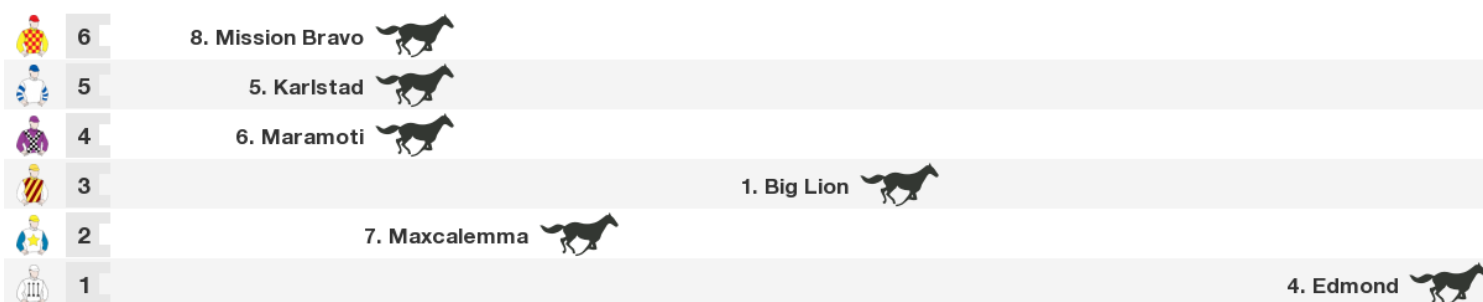 6 8. Mission Bravo
5 5. Karlstad
4 6. Maramoti
3 1. Big Lion
2 7. Maxcalemma
1 4. Edmond